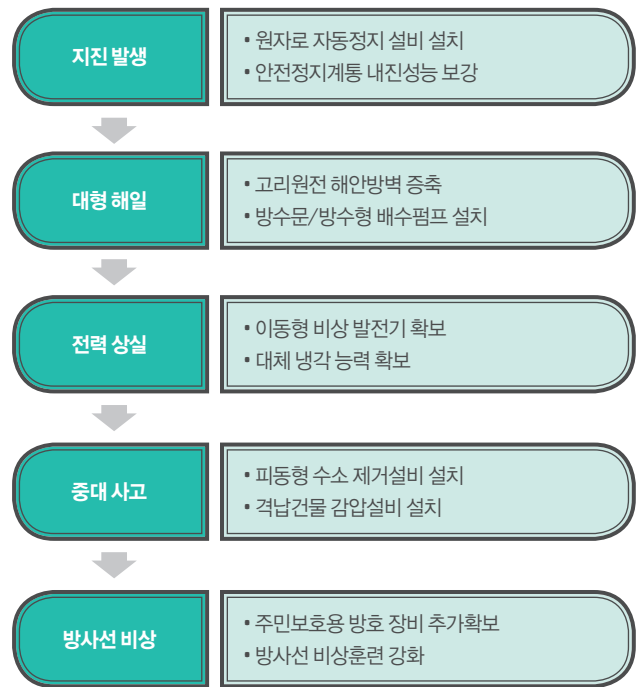 지진 발생
• 원자로 자동정지 설비 설치
• 안전정지계통 내진성능 보강
대형 해일
• 고리원전 해안방벽 증축
• 방수문/방수형 배수펌프 설치
전력 상실
• 이동형 비상 발전기 확보
• 대체 냉각 능력 확보
중대 사고
• 피동형 수소 제거설비 설치
• 격납건물 감압설비 설치
방사선 비상
• 주민보호용 방호 장비 추가확보
• 방사선 비상훈련 강화